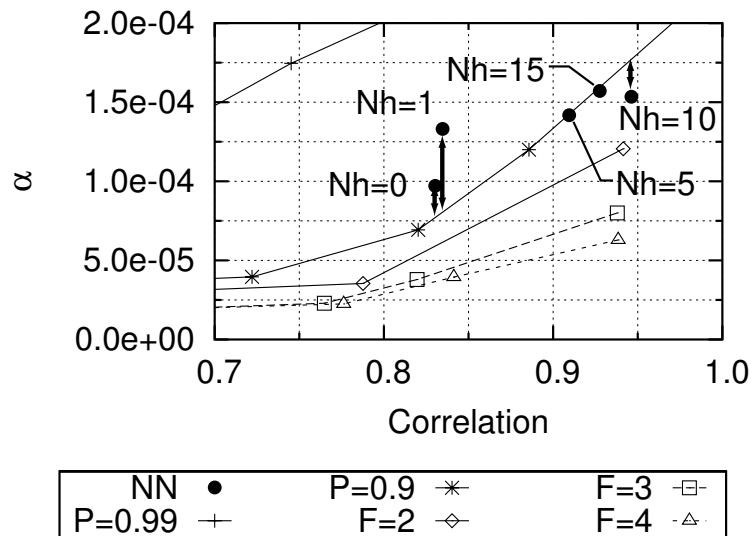 2.0e-04
Nh=15
1.5e-04
Nh=1
Nh=10
α
1.0e-04
Nh=0
Nh=5
5.0e-05
0.0e+00
0.7 0.8 0.9 1.0
Correlation
NN P=0.9 F=3
P=0.99 F=2 F=4